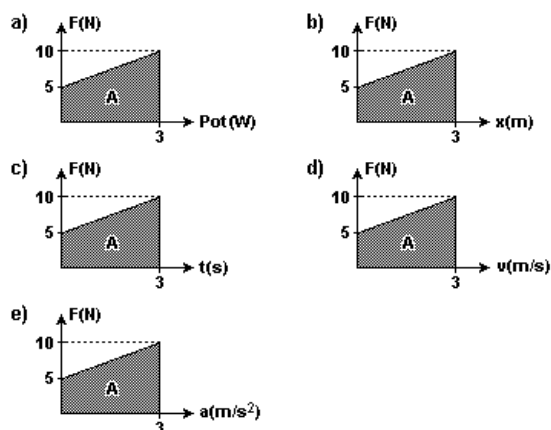 a) F(N)
10
5
A
3
Pot(W)
b) F(N)
10
5
A
3
x(m)
c) F(N)
10
5
A
3
t(s)
d) F(N)
10
5
A
3
v(m/s)
e) F(N)
10
5
A
3
a(m/s²)